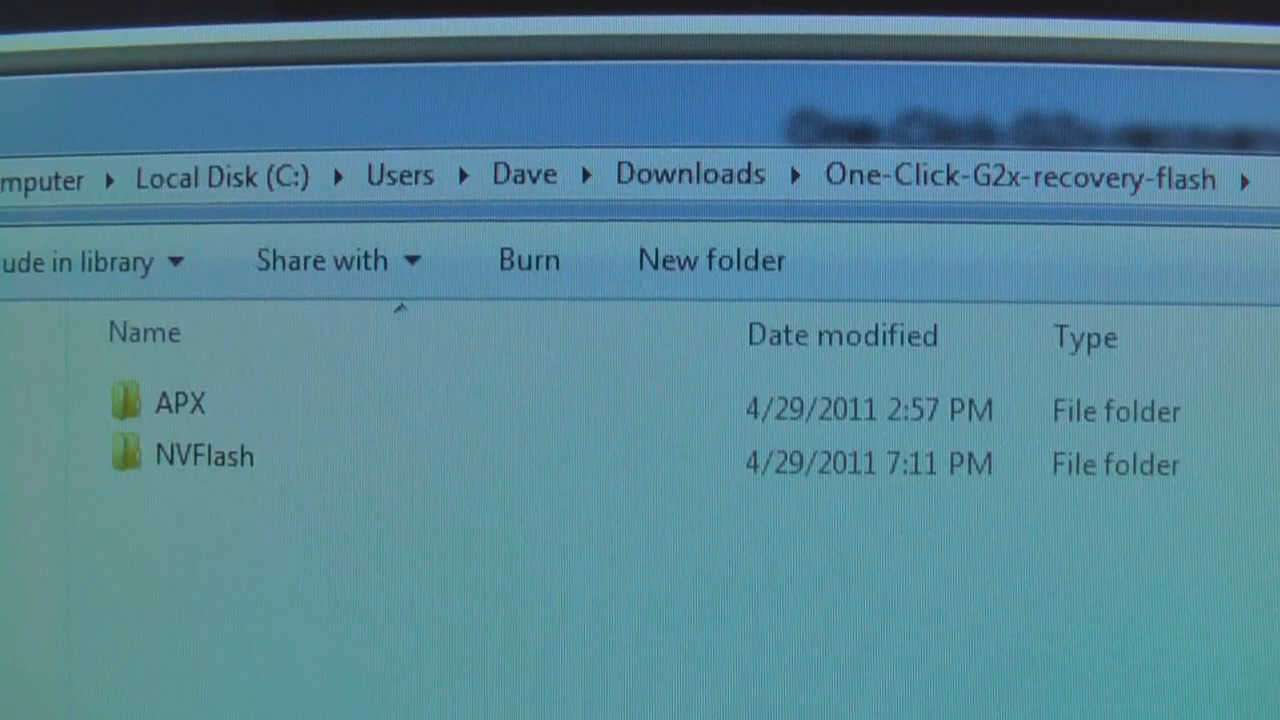 mputer Local Disk (C:) Users Dave Downloads One-Click-G2x-recovery-flash
ude in library Share with Burn New folder
Name Date modified Type
APX 4/29/2011 2:57 PM File folder
NVFlash 4/29/2011 7:11 PM File folder